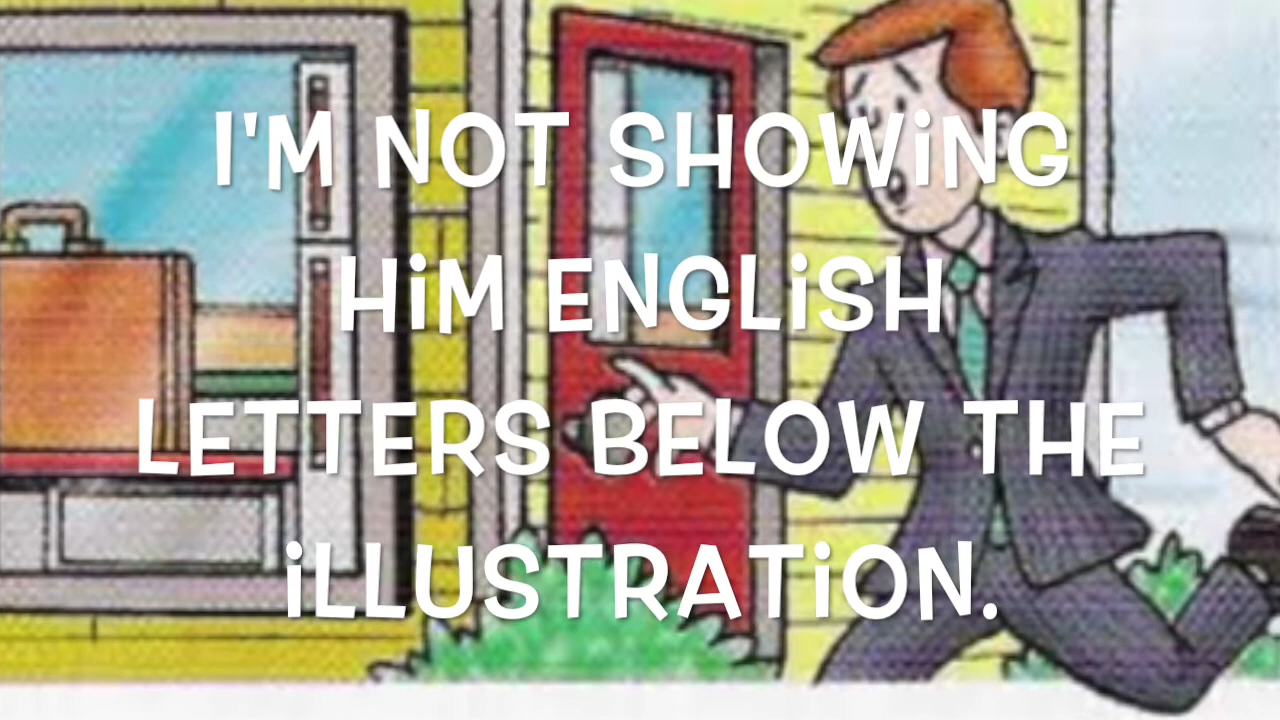 I'M NOT SHOWING
HIM ENGLISH
LETTERS BELOW THE
ILLUSTRATION.